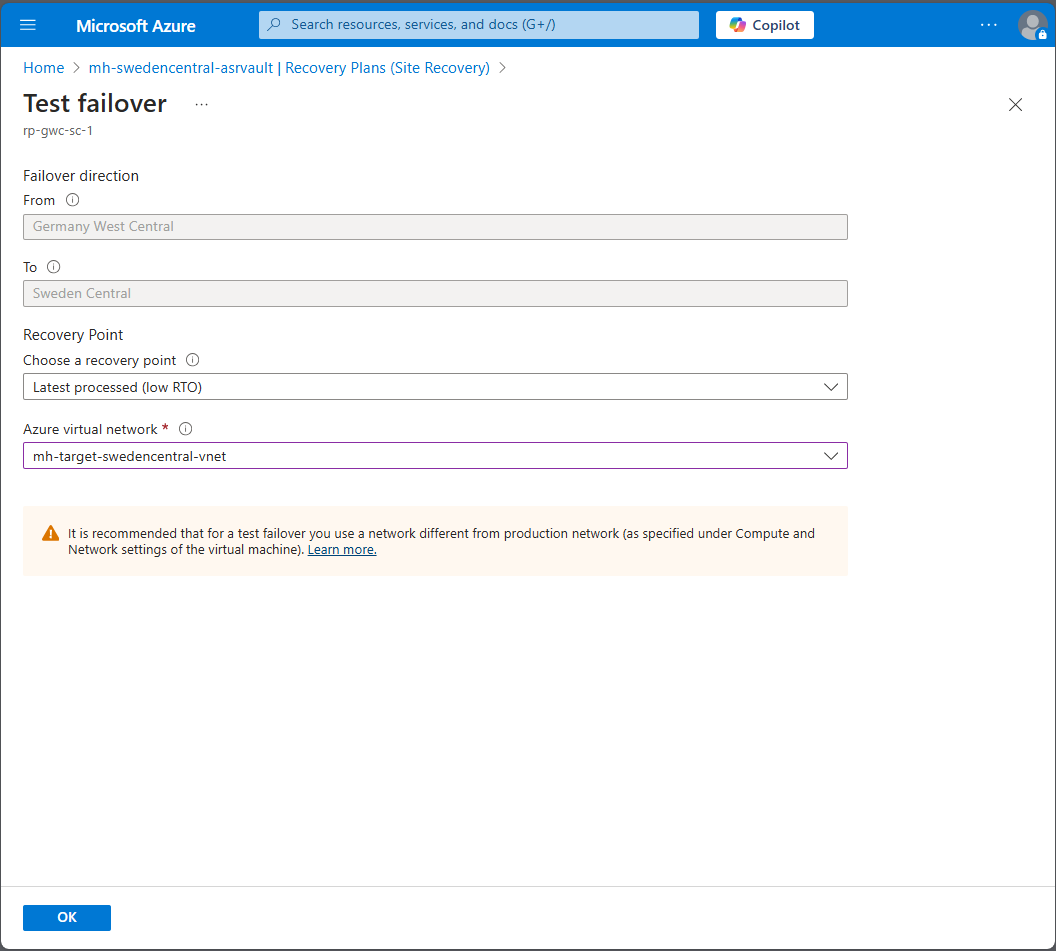 Microsoft Azure
Search resources, services, and docs (G+/)
Copilot
Home > mh-swedencentral-asrvault | Recovery Plans (Site Recovery) >
Test failover ...
rp-gwc-sc-1
Failover direction
From
Germany West Central
To
Sweden Central
Recovery Point
Choose a recovery point
Latest processed (low RTO)
Azure virtual network *
mh-target-swedencentral-vnet
It is recommended that for a test failover you use a network different from production network (as specified under Compute and
Network settings of the virtual machine). Learn more.
OK